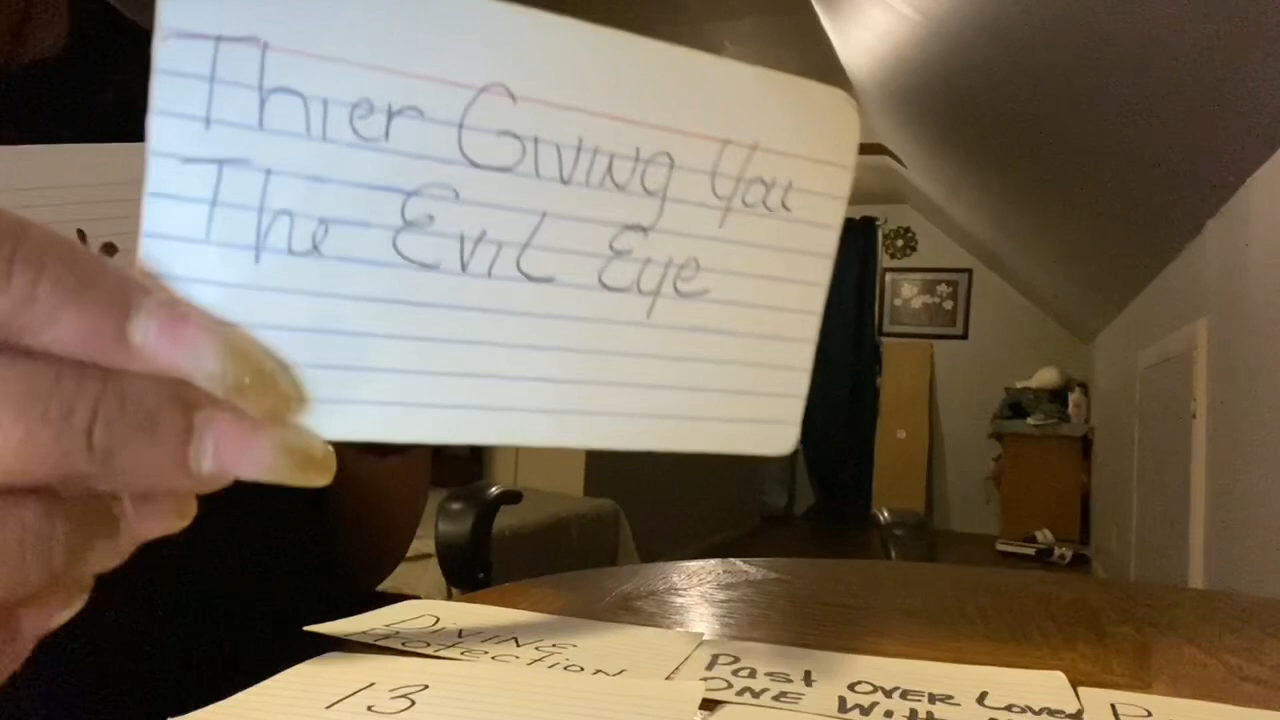 Thier Giving You
The Evil Eye
Divine
Protection
13
Past OVER Loved
ONE With